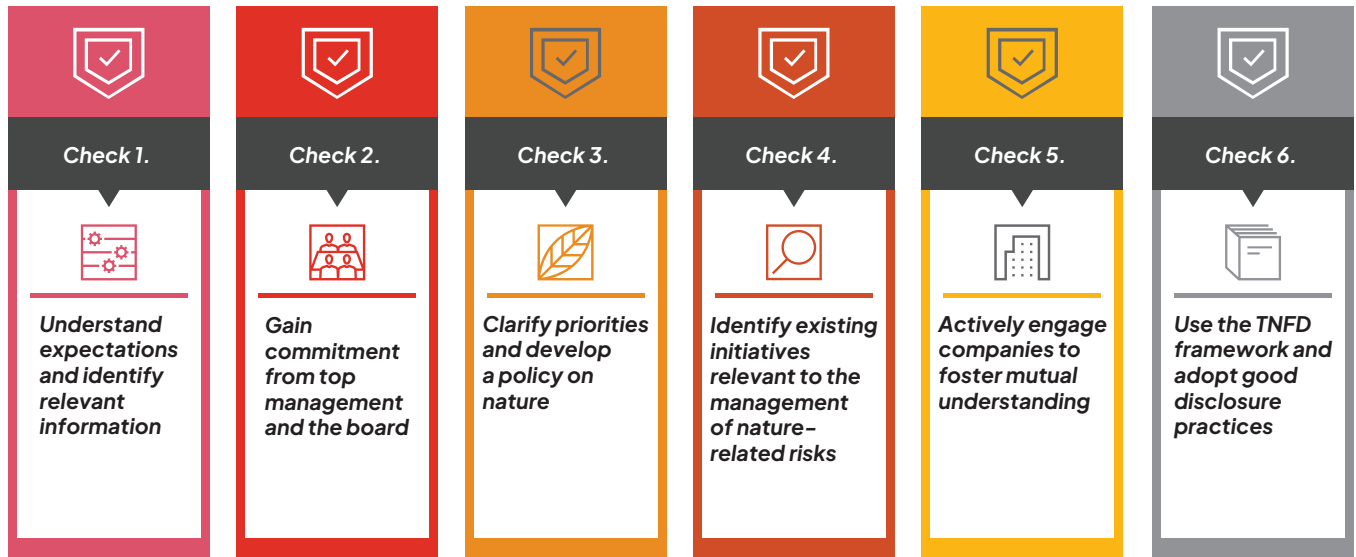 Check 1.
Understand
expectations
and identify
relevant
information
Check 2.
Gain
commitment
from top
management
and the board
Check 3.
Clarify priorities
and develop
a policy on
nature
Check 4.
Identify existing
initiatives
relevant to the
management
of nature–
related risks
Check 5.
Actively engage
companies to
foster mutual
understanding
Check 6.
Use the TNFD
framework and
adopt good
disclosure
practices